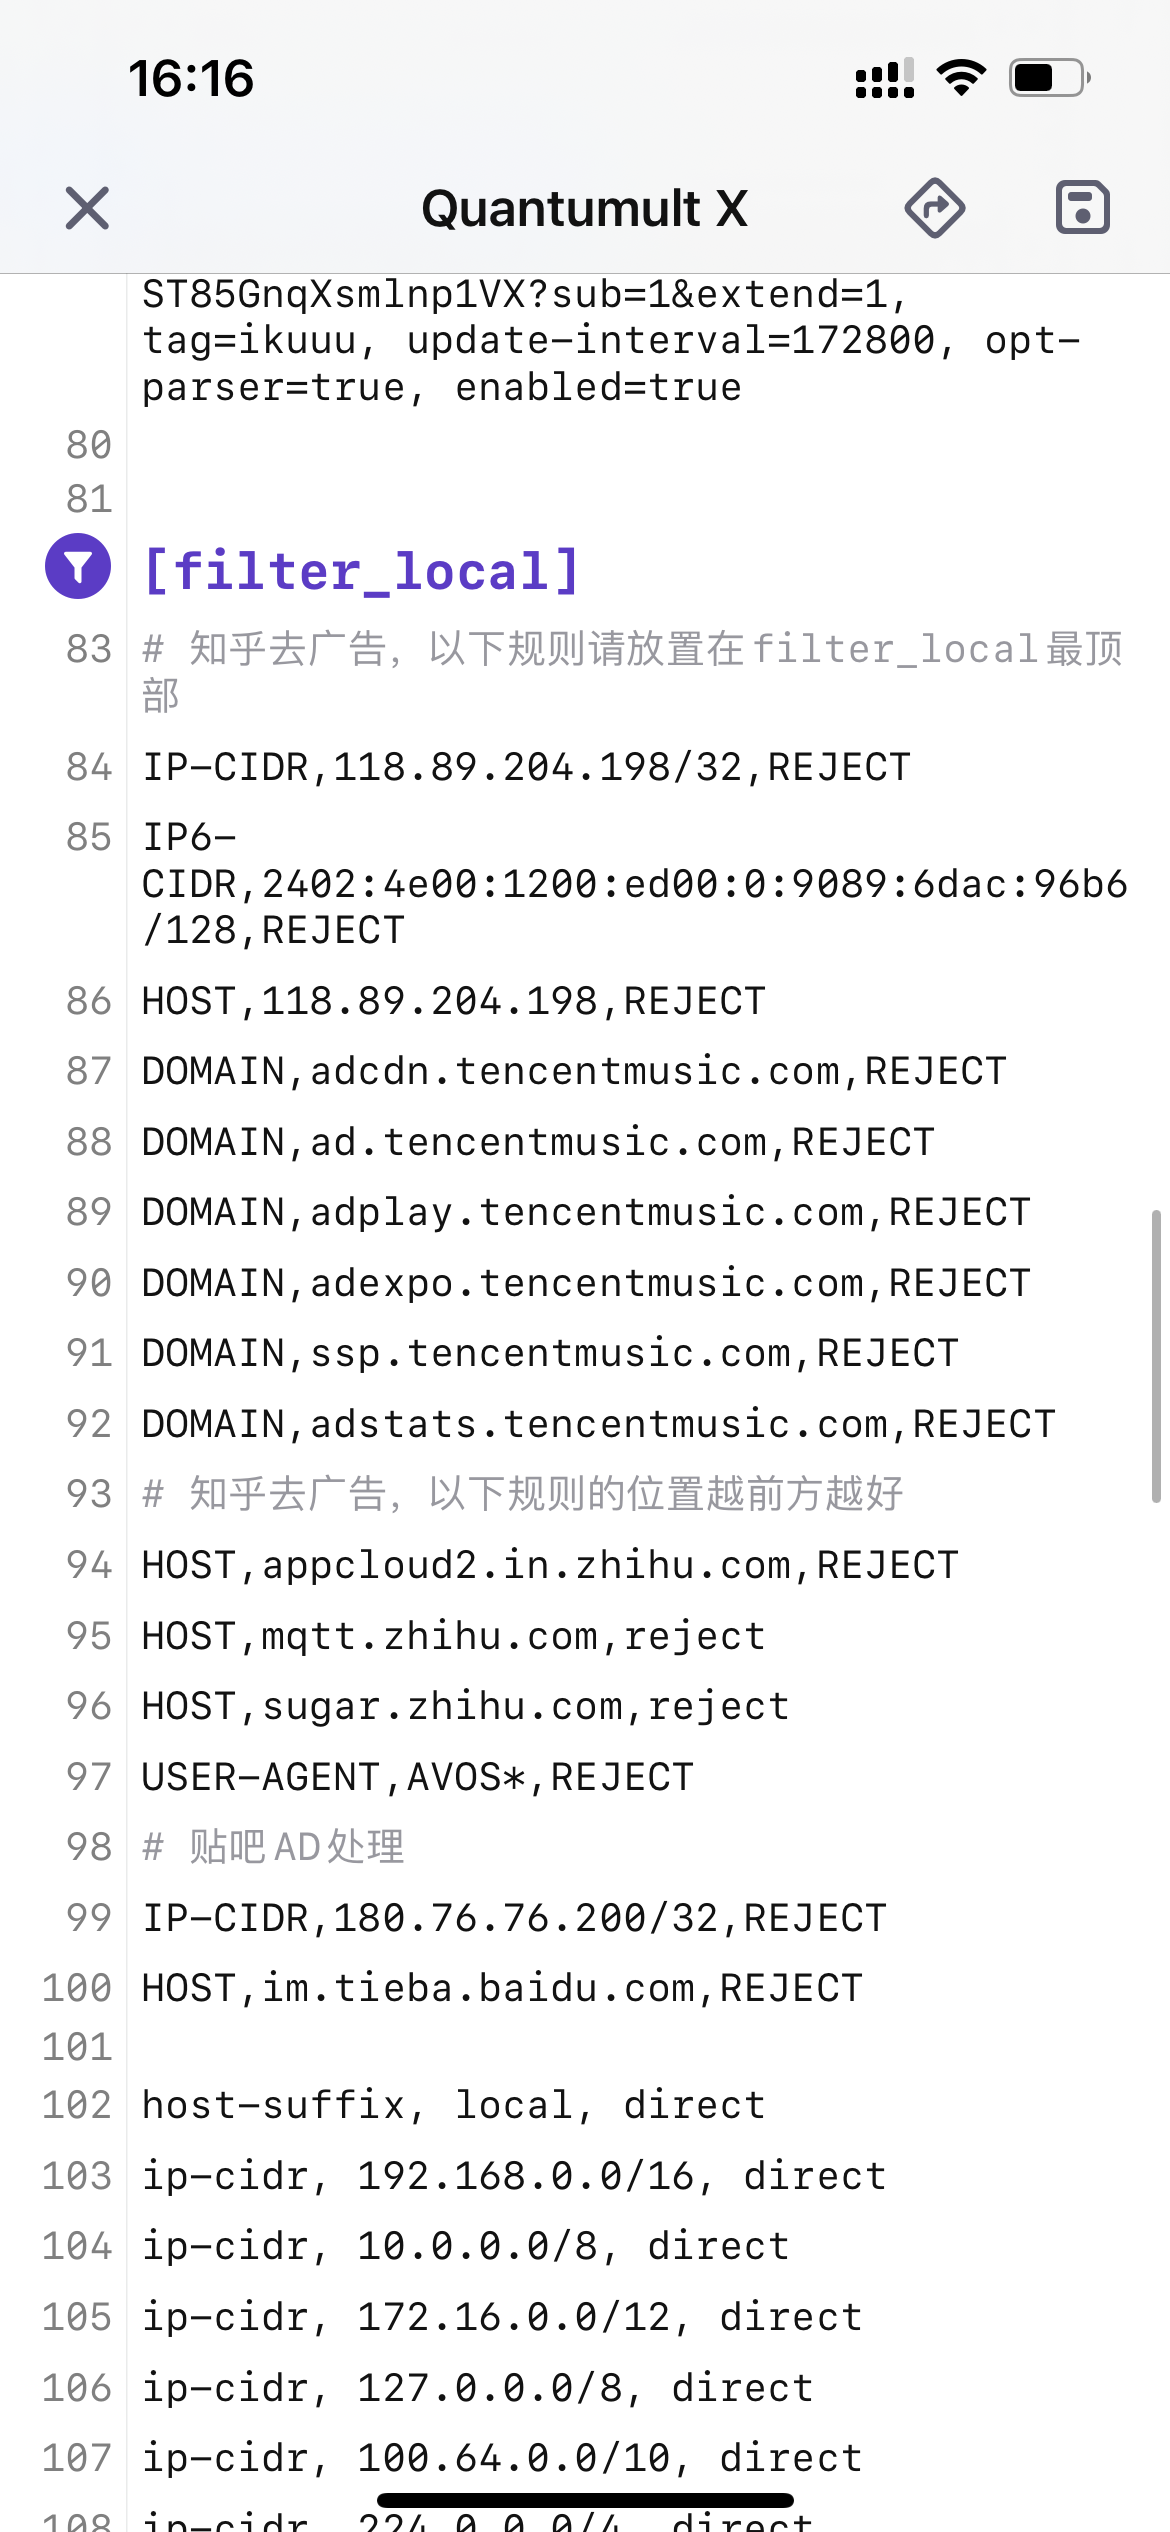 16:16
Quantumult X
ST85GnqXsmlnp1VX?sub=1&extend=1,
tag=ikuuu, update-interval=172800, opt-
parser=true, enabled=true
80
81
[filter_local]
83 # 知乎去广告，以下规则请放置在filter_local最顶
部
84 IP-CIDR,118.89.204.198/32,REJECT
85 IP6-
CIDR,2402:4e00:1200:ed00:0:9089:6dac:96b6
/128,REJECT
86 HOST,118.89.204.198,REJECT
87 DOMAIN,adcdn.tencentmusic.com,REJECT
88 DOMAIN,ad.tencentmusic.com,REJECT
89 DOMAIN,adplay.tencentmusic.com,REJECT
90 DOMAIN,adexpo.tencentmusic.com,REJECT
91 DOMAIN,ssp.tencentmusic.com,REJECT
92 DOMAIN,adstats.tencentmusic.com,REJECT
93 # 知乎去广告，以下规则的位置越前方越好
94 HOST,appcloud2.in.zhihu.com,REJECT
95 HOST,mqtt.zhihu.com,reject
96 HOST,sugar.zhihu.com,reject
97 USER-AGENT,AVOS*,REJECT
98 # 贴吧AD处理
99 IP-CIDR,180.76.76.200/32,REJECT
100 HOST,im.tieba.baidu.com,REJECT
101
102 host-suffix, local, direct
103 ip-cidr, 192.168.0.0/16, direct
104 ip-cidr, 10.0.0.0/8, direct
105 ip-cidr, 172.16.0.0/12, direct
106 ip-cidr, 127.0.0.0/8, direct
107 ip-cidr, 100.64.0.0/10, direct
108 ip-cidr, 224.0.0.0/4, direct